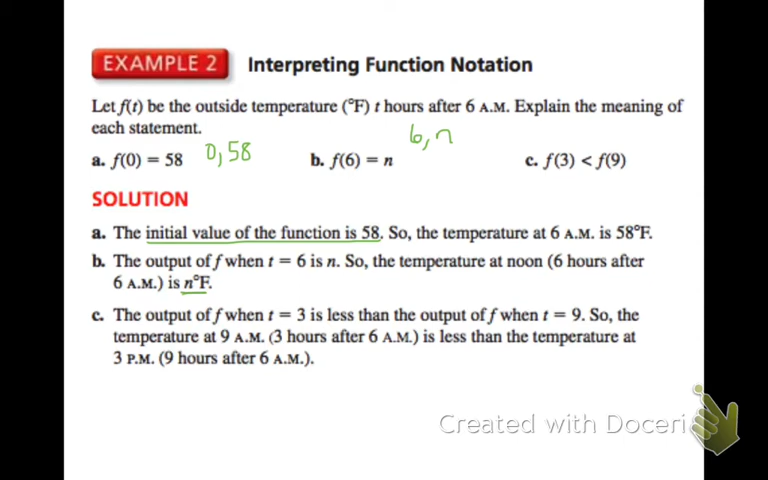 EXAMPLE 2 Interpreting Function Notation
Let f(t) be the outside temperature (°F) t hours after 6 A.M. Explain the meaning of
each statement.
6, n
a. f(0) = 58 0, 58 b. f(6) = n c. f(3) < f(9)
SOLUTION
a. The initial value of the function is 58. So, the temperature at 6 A.M. is 58°F.
b. The output of f when t = 6 is n. So, the temperature at noon (6 hours after
6 A.M.) is n°F.
c. The output of f when t = 3 is less than the output of f when t = 9. So, the
temperature at 9 A.M. (3 hours after 6 A.M.) is less than the temperature at
3 P.M. (9 hours after 6 A.M.).
Created with Doceri